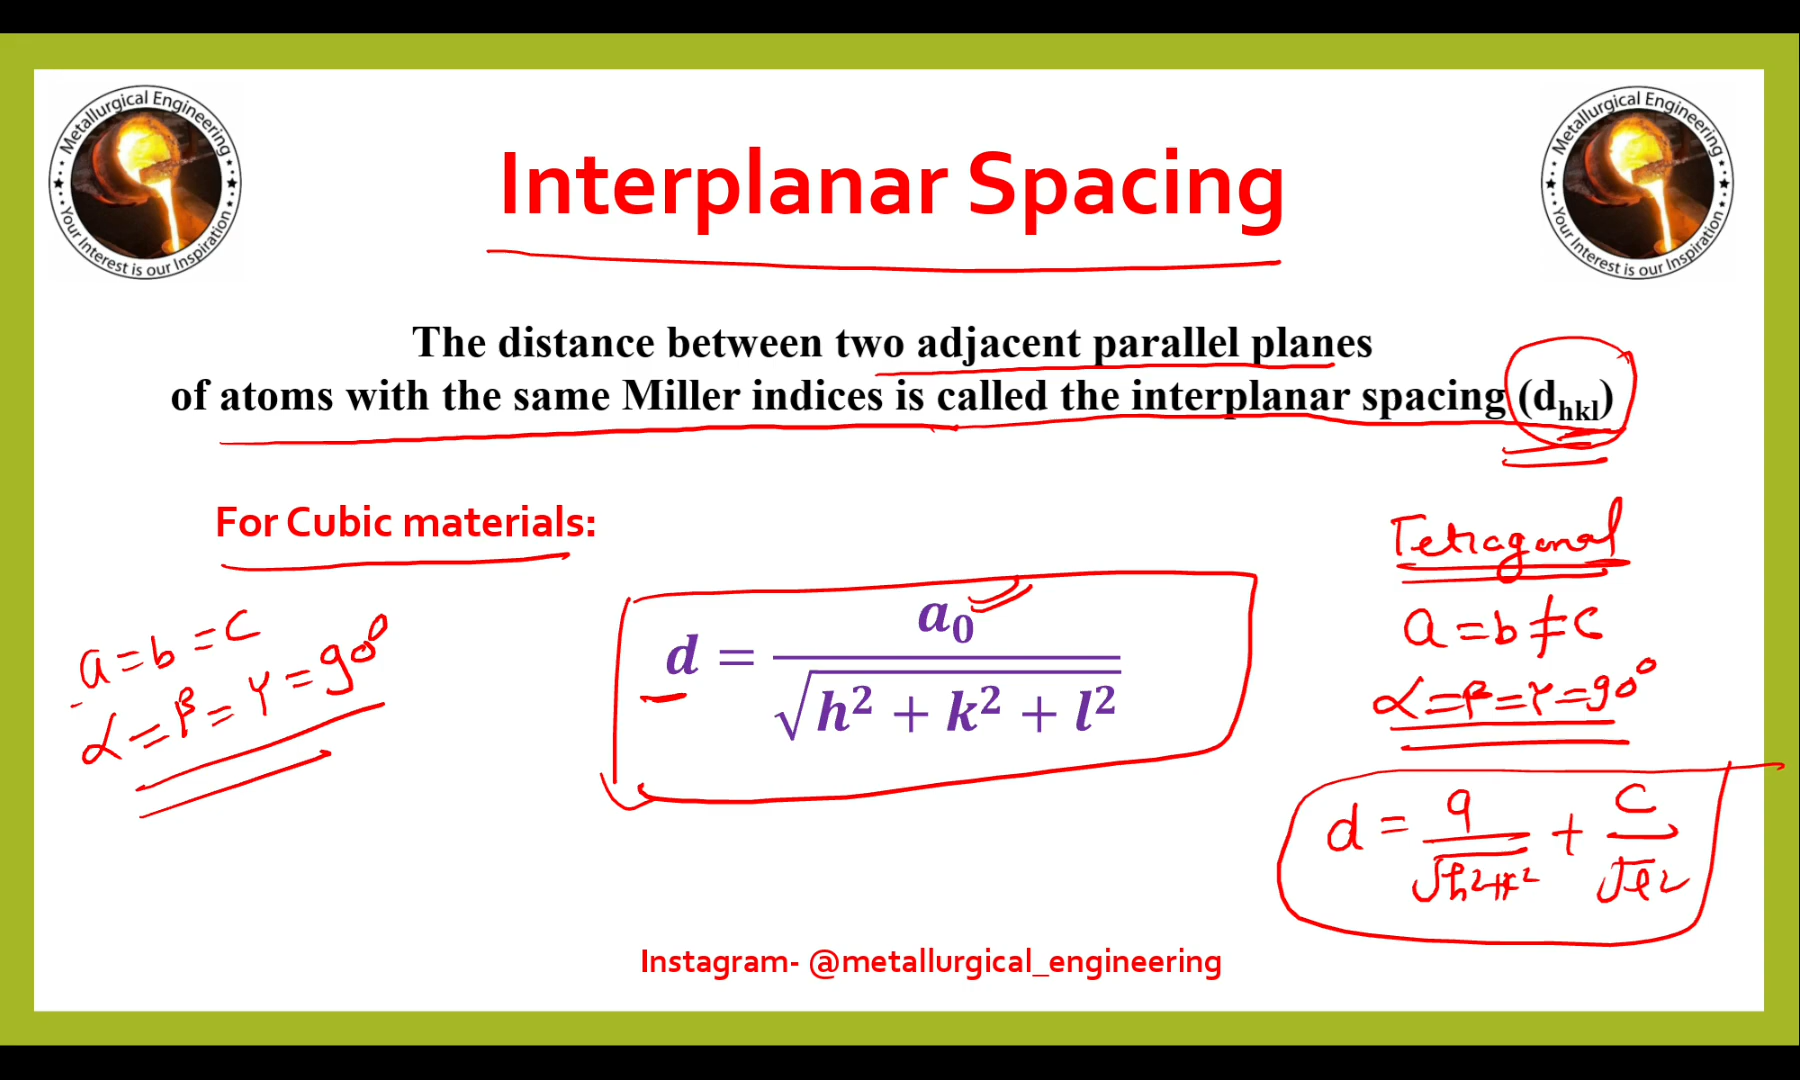 Metallurgical Engineering
Your Interest is our Inspiration
Metallurgical Engineering
Your Interest is our Inspiration
Interplanar Spacing
The distance between two adjacent parallel planes
of atoms with the same Miller indices is called the interplanar spacing (dhkl)
For Cubic materials:
a = b = c
α = β = γ = 90°
d = a₀ / √(h² + k² + l²)
Tetragonal
a = b ≠ c
α = β = γ = 90°
d = a / √(h² + k²) + c / √l²
Instagram- @metallurgical_engineering